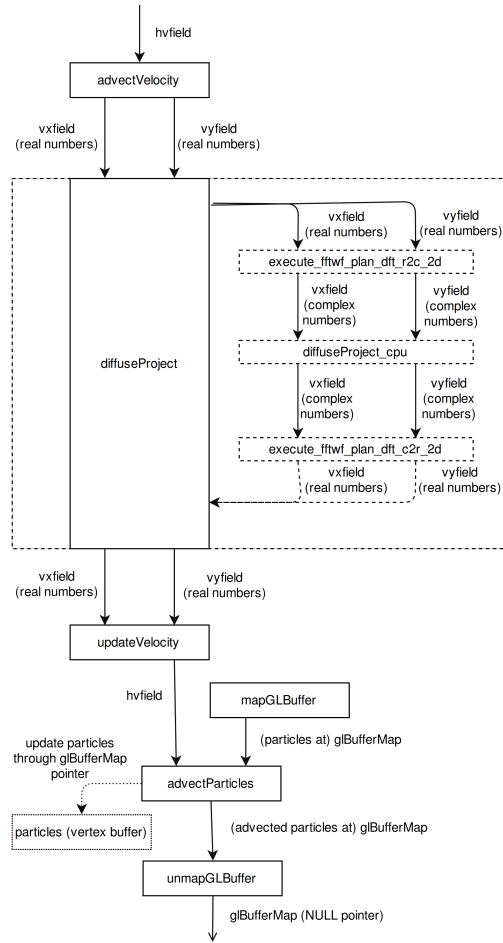 hvfield
advectVelocity
vxfield
(real numbers)
vyfield
(real numbers)
diffuseProject
vxfield
(real numbers)
vyfield
(real numbers)
execute_fftwf_plan_dft_r2c_2d
vxfield
(complex
numbers)
vyfield
(complex
numbers)
diffuseProject_cpu
vxfield
(complex
numbers)
vyfield
(complex
numbers)
execute_fftwf_plan_dft_c2r_2d
vxfield
(real numbers)
vyfield
(real numbers)
vxfield
(real numbers)
vyfield
(real numbers)
updateVelocity
hvfield
mapGLBuffer
(particles at) glBufferMap
update particles
through glBufferMap
pointer
advectParticles
particles (vertex buffer)
(advected particles at) glBufferMap
unmapGLBuffer
glBufferMap (NULL pointer)